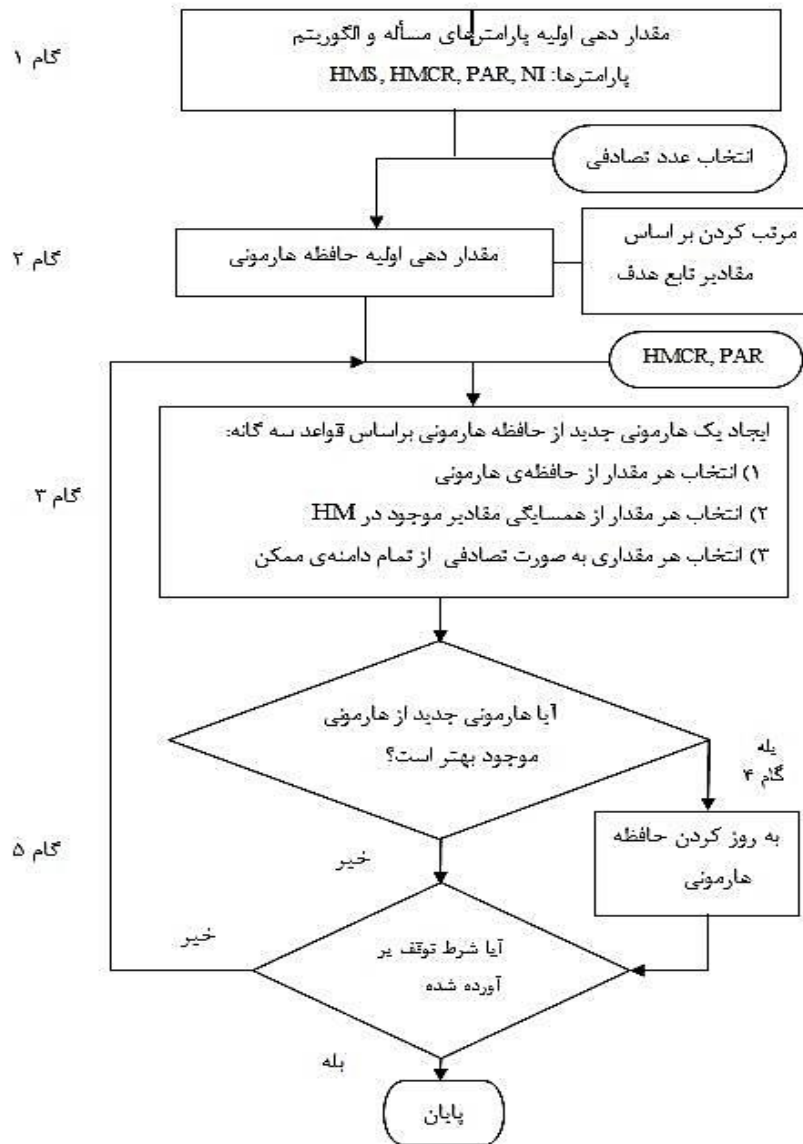 گام ۱
مقدار دهی اولیه پارامترهای مسأله و الگوریتم
پارامترها: HMS, HMCR, PAR, NI
انتخاب عدد تصادفی
گام ۲
مقدار دهی اولیه حافظه هارمونی
مرتب کردن بر اساس
مقادیر تابع هدف
HMCR, PAR
گام ۳
ایجاد یک هارمونی جدید از حافظه هارمونی براساس قواعد سه گانه:
۱) انتخاب هر مقدار از حافظه‌ی هارمونی
۲) انتخاب هر مقدار از همسایگی مقادیر موجود در HM
۳) انتخاب هر مقداری به صورت تصادفی از تمام دامنه‌ی ممکن
آیا هارمونی جدید از هارمونی
موجود بهتر است؟
بله
گام ۴
به روز کردن حافظه
هارمونی
خیر
گام ۵
آیا شرط توقف بر
آورده شده
خیر
بله
پایان